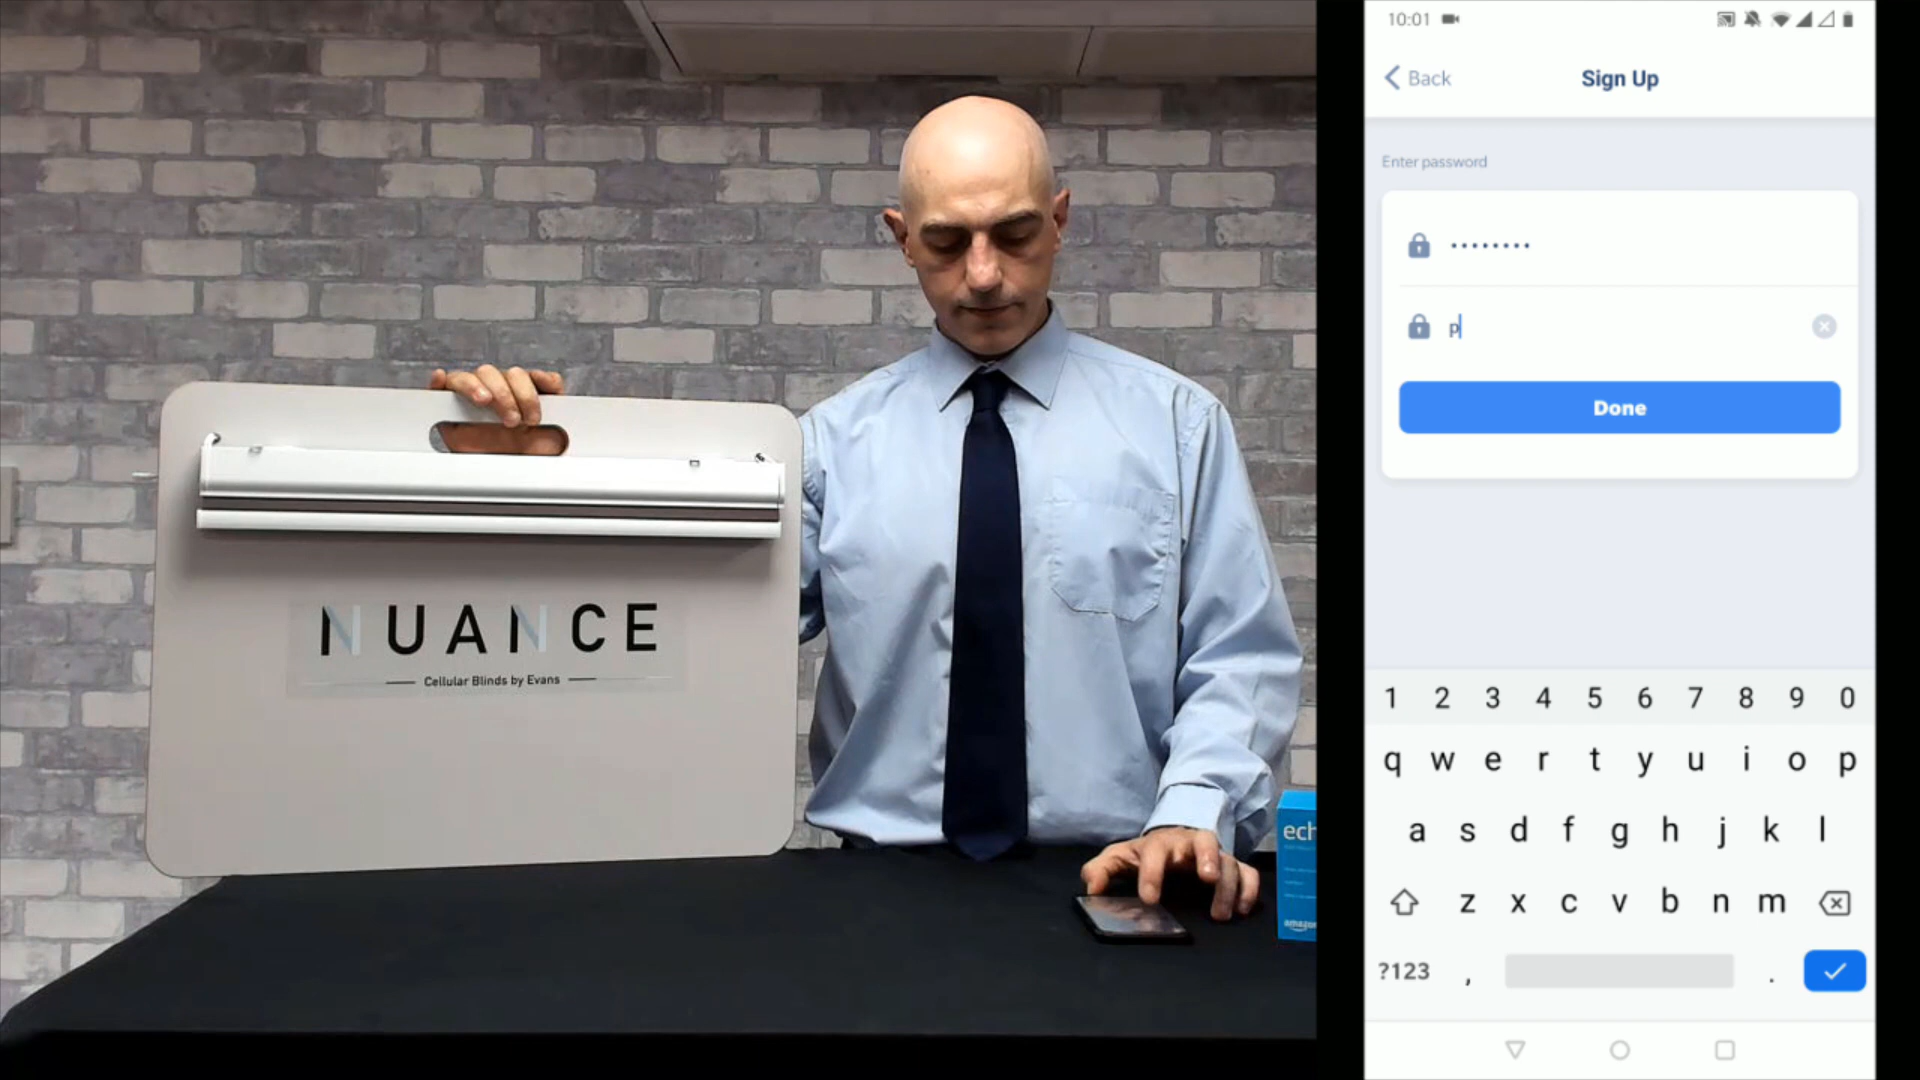 NUANCE
Cellular Blinds by Evans
ech
amazon
10:01
Back
Sign Up
Enter password
••••••••
p
Done
1 2 3 4 5 6 7 8 9 0
q w e r t y u i o p
a s d f g h j k l
z x c v b n m
?123 , .